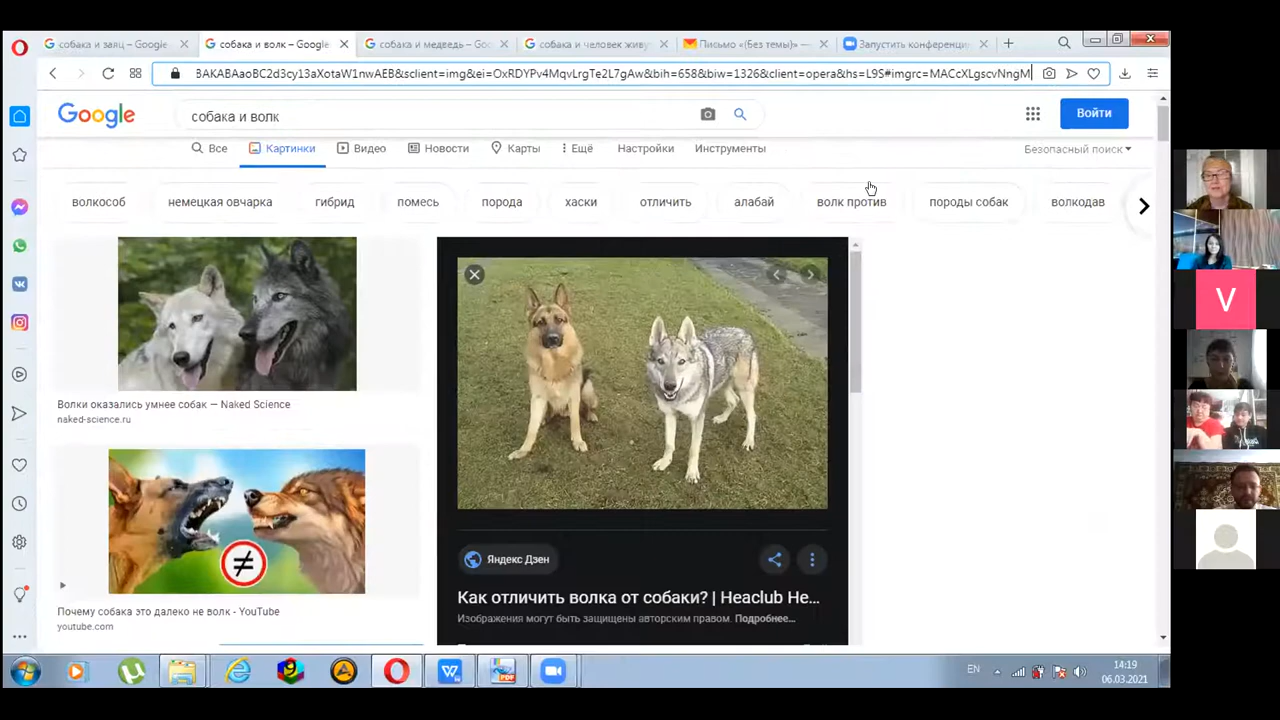 собака и заяц – Google
собака и волк – Google
собака и медведь – Go
собака и человек живу
Письмо «(Без темы)» —
Запустить конференци
3AKABAaoBC2d3cy13aXotaW1nwAEB&sclient=img&ei=OxRDYPv4MqvLrgTe2L7gAw&bih=658&biw=1326&client=opera&hs=L9S#imgrc=MACcXLgscvNngM
Google
собака и волк
Войти
Все
Картинки
Видео
Новости
Карты
Ещё
Настройки
Инструменты
Безопасный поиск
волкособ
немецкая овчарка
гибрид
помесь
порода
хаски
отличить
алабай
волк против
породы собак
волкодав
Волки оказались умнее собак — Naked Science
naked-science.ru
Почему собака это далеко не волк - YouTube
youtube.com
Яндекс Дзен
Как отличить волка от собаки? | Heaclub He...
Изображения могут быть защищены авторским правом. Подробнее...
V
EN
14:19
06.03.2021